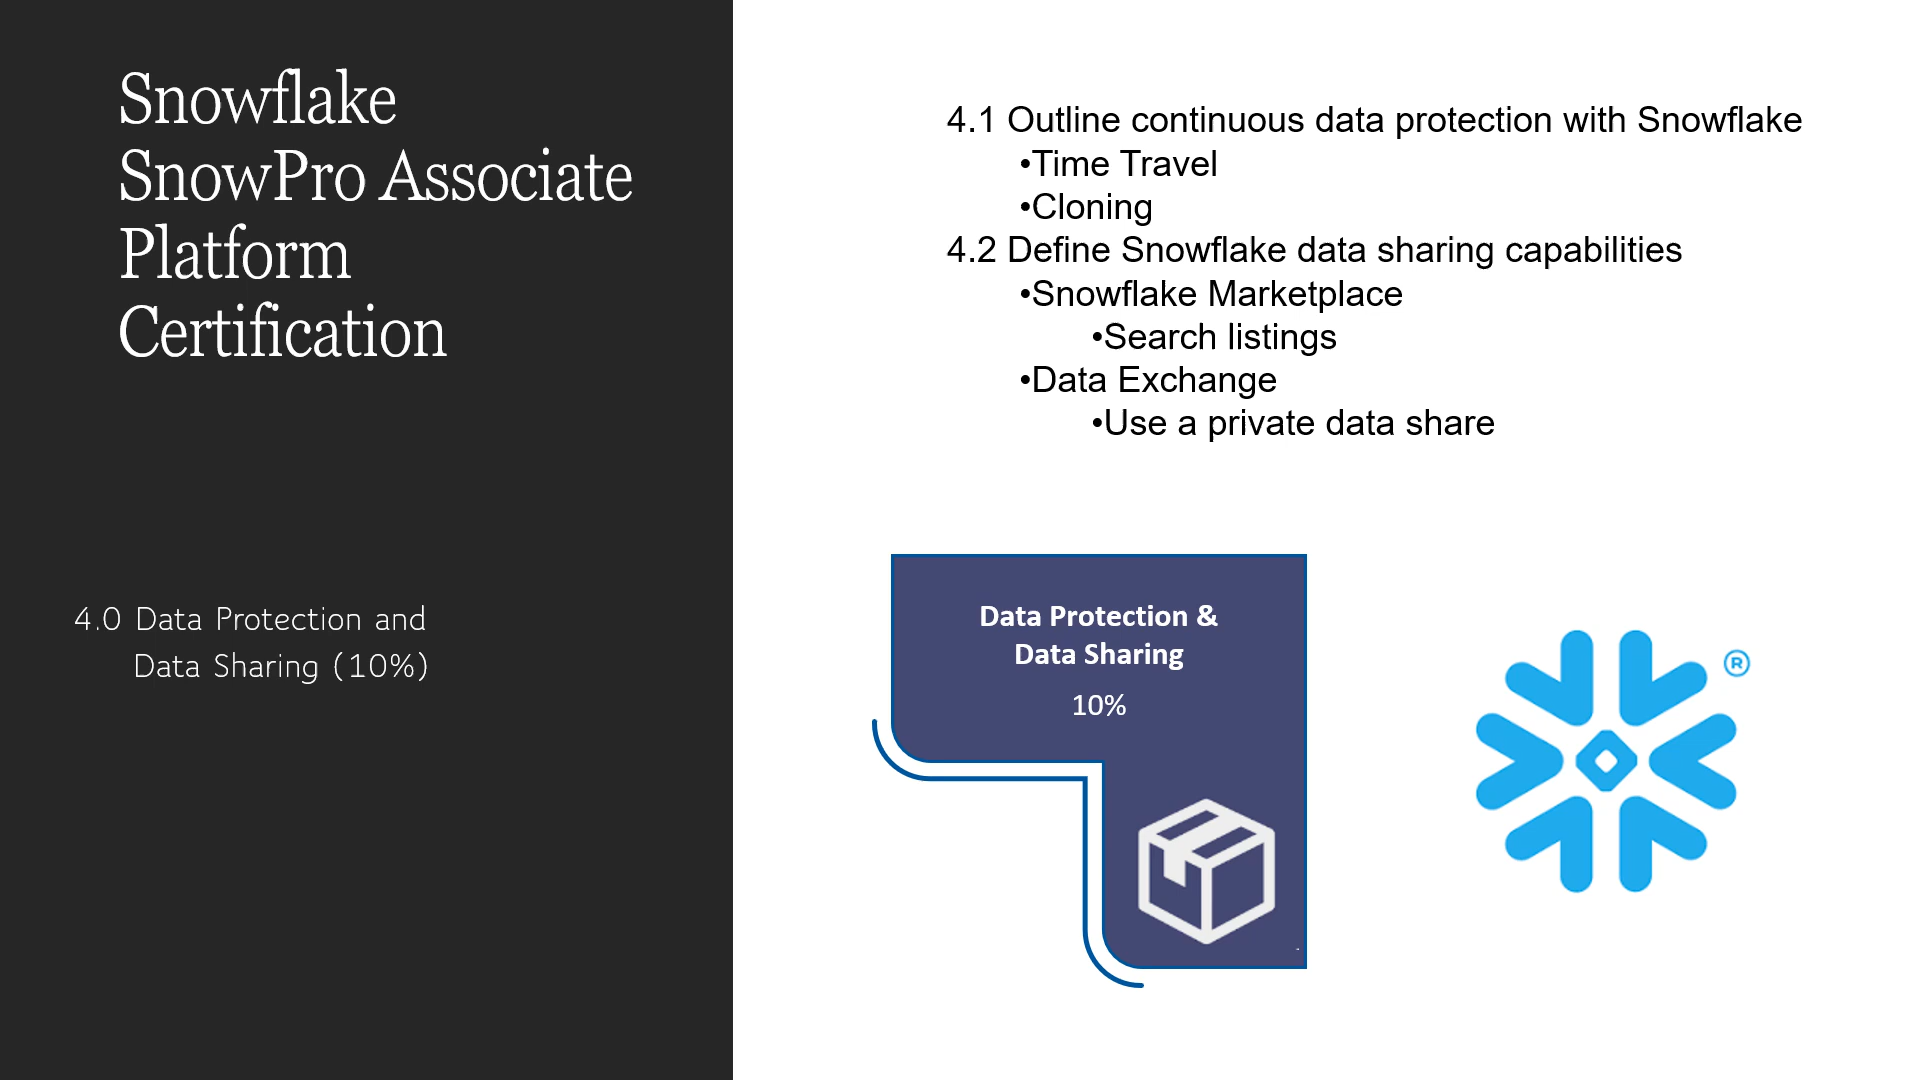 Snowflake
SnowPro Associate
Platform
Certification
4.0 Data Protection and
Data Sharing (10%)
4.1 Outline continuous data protection with Snowflake
•Time Travel
•Cloning
4.2 Define Snowflake data sharing capabilities
•Snowflake Marketplace
•Search listings
•Data Exchange
•Use a private data share
Data Protection &
Data Sharing
10%
®